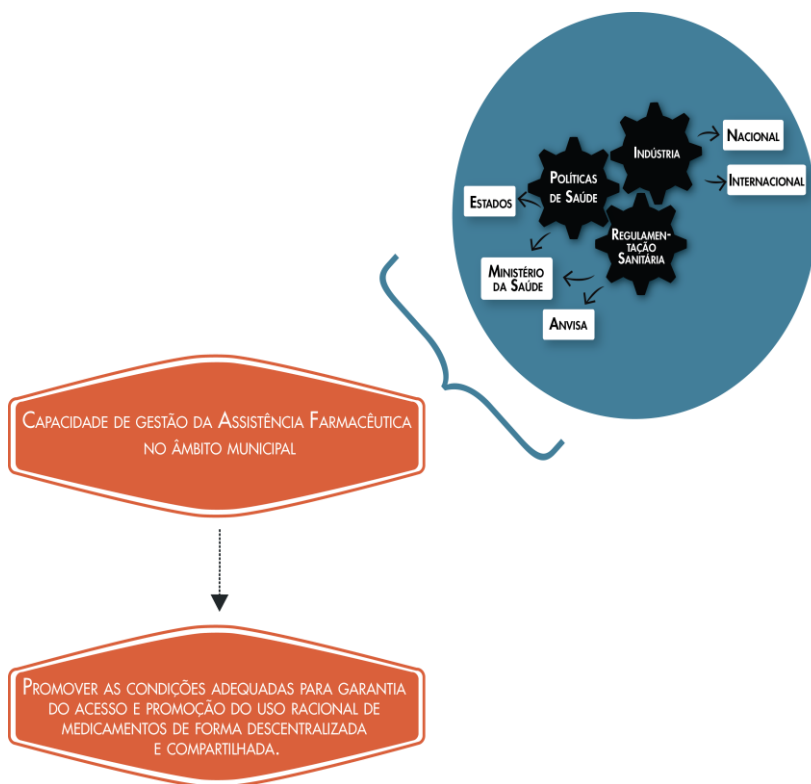 Indústria
Nacional
Internacional
Políticas
de Saúde
Estados
Regulamen-
tação
Sanitária
Ministério
da Saúde
Anvisa
Capacidade de gestão da Assistência Farmacêutica
no âmbito municipal
Promover as condições adequadas para garantia
do acesso e promoção do uso racional de
medicamentos de forma descentralizada
e compartilhada.